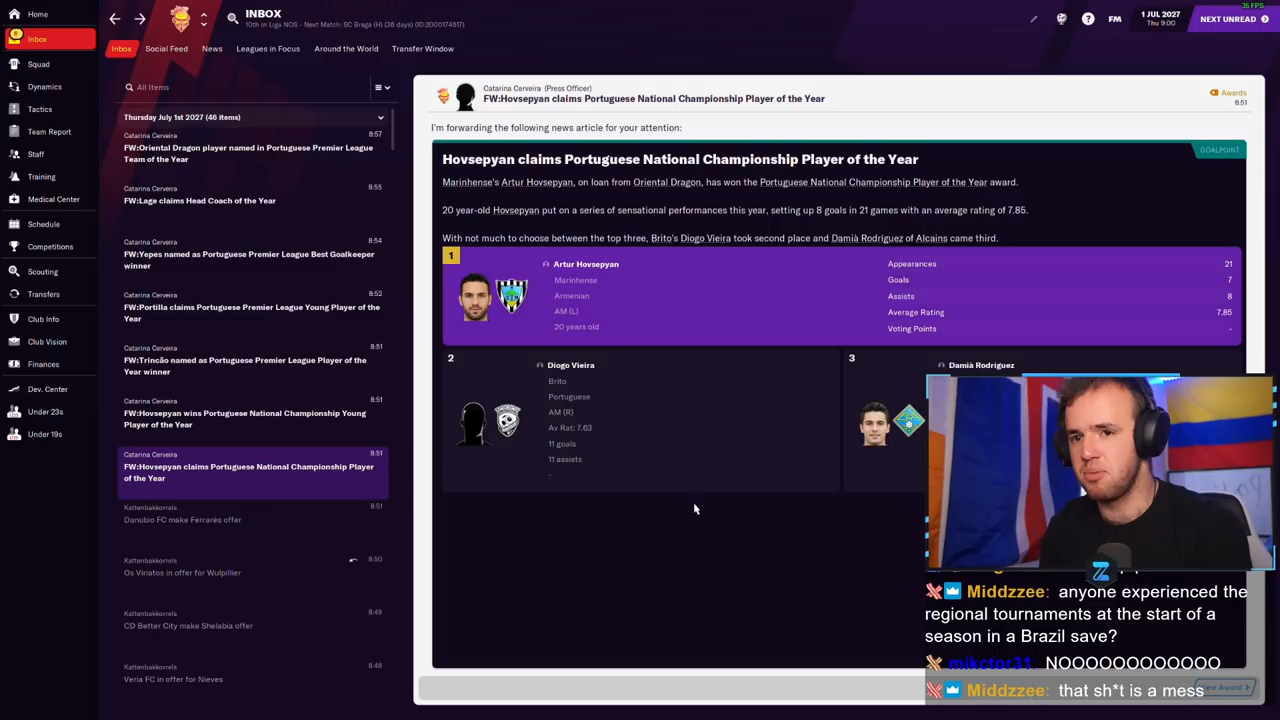 35 FPS
Home
INBOX
10th in Liga NOS - Next Match: SC Braga (H) (36 days) (ID:2000174817)
FM
1 JUL 2027
Thu 9:00
NEXT UNREAD
6
Inbox
Inbox
Social Feed
News
Leagues in Focus
Around the World
Transfer Window
Squad
Dynamics
Tactics
Team Report
Staff
Training
Medical Center
Schedule
Competitions
Scouting
Transfers
Club Info
Club Vision
Finances
Dev. Center
Under 23s
Under 19s
All Items
Thursday July 1st 2027 (46 items)
Catarina Cerveira
8:57
FW:Oriental Dragon player named in Portuguese Premier League
Team of the Year
Catarina Cerveira
8:55
FW:Lage claims Head Coach of the Year
Catarina Cerveira
8:54
FW:Yepes named as Portuguese Premier League Best Goalkeeper
winner
Catarina Cerveira
8:52
FW:Portilla claims Portuguese Premier League Young Player of the
Year
Catarina Cerveira
8:51
FW:Trincão named as Portuguese Premier League Player of the
Year winner
Catarina Cerveira
8:51
FW:Hovsepyan wins Portuguese National Championship Young
Player of the Year
Catarina Cerveira
8:51
FW:Hovsepyan claims Portuguese National Championship Player
of the Year
Kattenbakkorrels
8:51
Danubio FC make Ferrarés offer
Kattenbakkorrels
8:50
Os Viriatos in offer for Wulpillier
Kattenbakkorrels
8:49
CD Better City make Shelabia offer
Kattenbakkorrels
8:48
Veria FC in offer for Nieves
Catarina Cerveira (Press Officer)
FW:Hovsepyan claims Portuguese National Championship Player of the Year
Awards
8:51
I'm forwarding the following news article for your attention:
Hovsepyan claims Portuguese National Championship Player of the Year
GOALPOINT
Marinhense's Artur Hovsepyan, on loan from Oriental Dragon, has won the Portuguese National Championship Player of the Year award.
20 year-old Hovsepyan put on a series of sensational performances this year, setting up 8 goals in 21 games with an average rating of 7.85.
With not much to choose between the top three, Brito's Diogo Vieira took second place and Damià Rodríguez of Alcains came third.
1
Artur Hovsepyan
Marinhense
Armenian
AM (L)
20 years old
Appearances 21
Goals 7
Assists 8
Average Rating 7.85
Voting Points -
2
Diogo Vieira
Brito
Portuguese
AM (R)
Av Rat: 7.63
11 goals
11 assists
-
3
Damià Rodríguez
Middzzee: anyone experienced the
regional tournaments at the start of a
season in a Brazil save?
mikctor31: NOOOOOOOOOOO
Middzzee: that sh*t is a mess
View Award